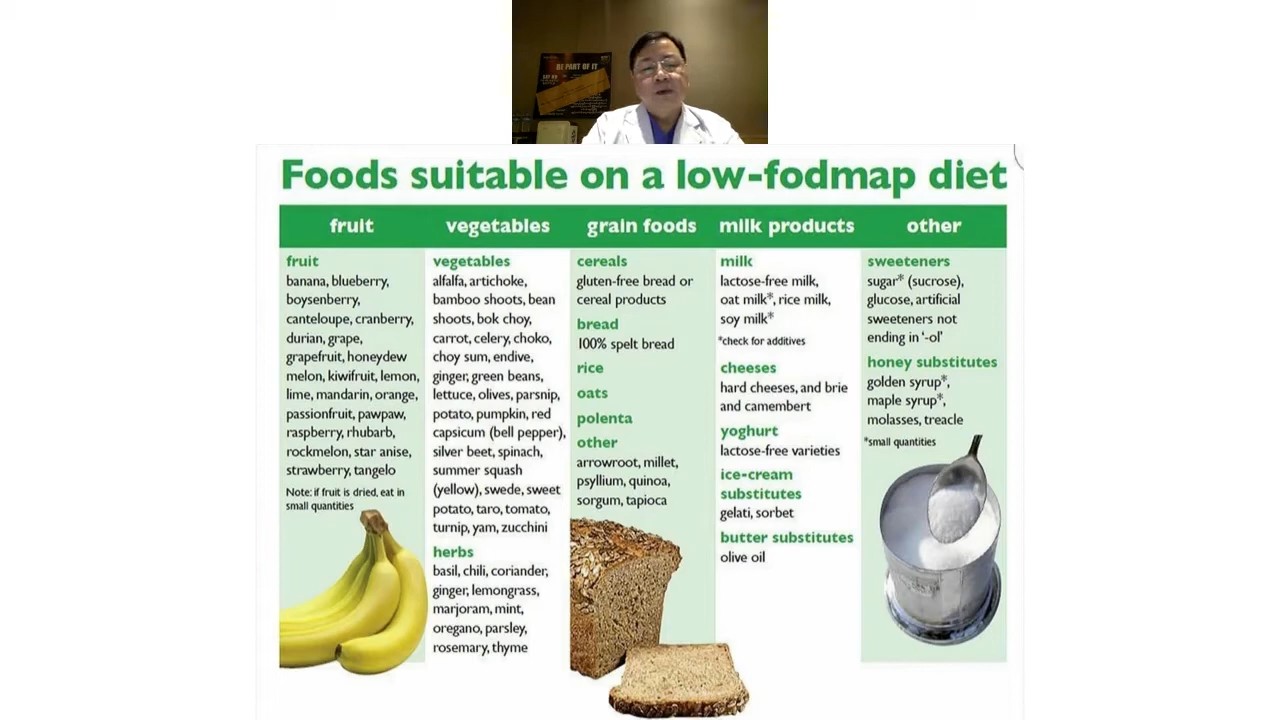 BE PART OF IT
Foods suitable on a low-fodmap diet
fruit
vegetables
grain foods
milk products
other
fruit
banana, blueberry,
boysenberry,
canteloupe, cranberry,
durian, grape,
grapefruit, honeydew
melon, kiwifruit, lemon,
lime, mandarin, orange,
passionfruit, pawpaw,
raspberry, rhubarb,
rockmelon, star anise,
strawberry, tangelo
Note: if fruit is dried, eat in
small quantities
vegetables
alfalfa, artichoke,
bamboo shoots, bean
shoots, bok choy,
carrot, celery, choko,
choy sum, endive,
ginger, green beans,
lettuce, olives, parsnip,
potato, pumpkin, red
capsicum (bell pepper),
silver beet, spinach,
summer squash
(yellow), swede, sweet
potato, taro, tomato,
turnip, yam, zucchini
herbs
basil, chili, coriander,
ginger, lemongrass,
marjoram, mint,
oregano, parsley,
rosemary, thyme
cereals
gluten-free bread or
cereal products
bread
100% spelt bread
rice
oats
polenta
other
arrowroot, millet,
psyllium, quinoa,
sorgum, tapioca
milk
lactose-free milk,
oat milk*, rice milk,
soy milk*
*check for additives
cheeses
hard cheeses, and brie
and camembert
yoghurt
lactose-free varieties
ice-cream
substitutes
gelati, sorbet
butter substitutes
olive oil
sweeteners
sugar* (sucrose),
glucose, artificial
sweeteners not
ending in '-ol'
honey substitutes
golden syrup*,
maple syrup*,
molasses, treacle
*small quantities